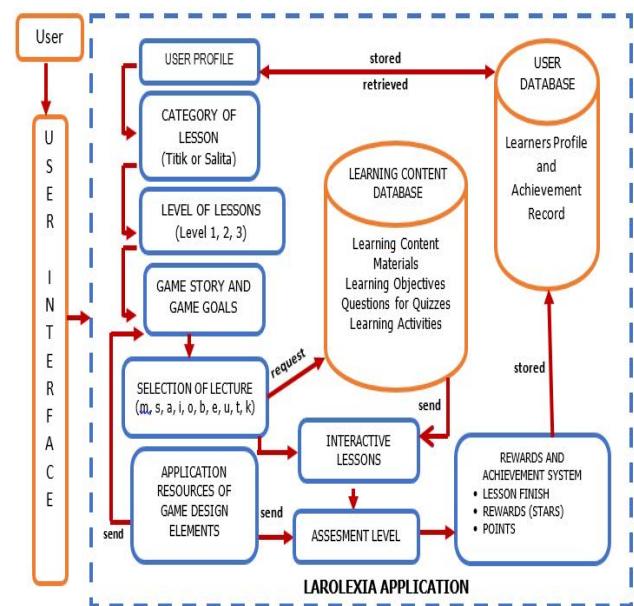 User
USER INTERFACE
USER PROFILE
stored
retrieved
USER
DATABASE
Learners Profile
and
Achievement
Record
CATEGORY OF
LESSON
(Titik or Salita)
LEVEL OF LESSONS
(Level 1, 2, 3)
GAME STORY AND
GAME GOALS
LEARNING CONTENT
DATABASE
Learning Content
Materials
Learning Objectives
Questions for Quizzes
Learning Activities
SELECTION OF LECTURE
(m, s, a, i, o, b, e, u, t, k)
request
send
stored
INTERACTIVE
LESSONS
APPLICATION
RESOURCES OF
GAME DESIGN
ELEMENTS
send
send
ASSESMENT LEVEL
REWARDS AND
ACHIEVEMENT SYSTEM
• LESSON FINISH
• REWARDS (STARS)
• POINTS
LAROLEXIA APPLICATION